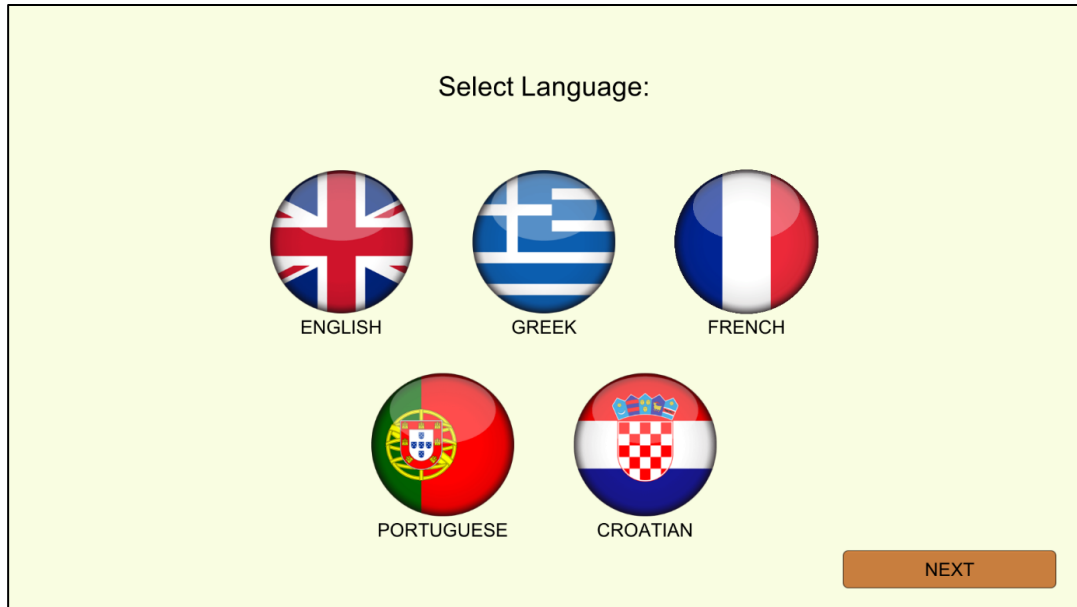 Select Language:
ENGLISH
GREEK
FRENCH
PORTUGUESE
CROATIAN
NEXT